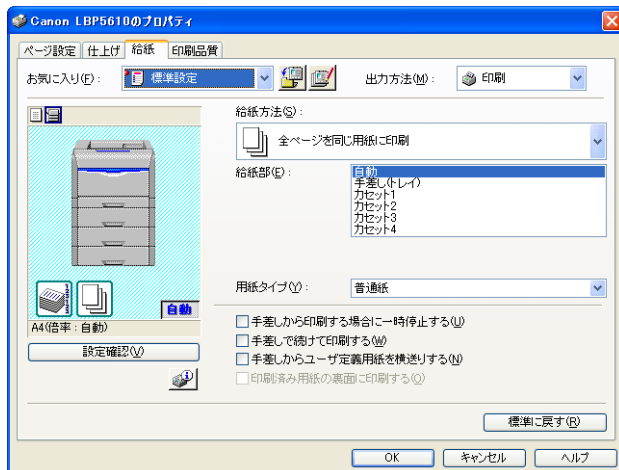 Canon LBP5610のプロパティ
ページ設定 仕上げ 給紙 印刷品質
お気に入り(F): 標準設定 出力方法(M): 印刷
給紙方法(S):
全ページを同じ用紙に印刷
給紙部(E): 自動
手差し(トレイ)
カセット1
カセット2
カセット3
カセット4
自動
A4(倍率:自動)
設定確認(V)
用紙タイプ(Y): 普通紙
手差しから印刷する場合に一時停止する(U)
手差しで続けて印刷する(W)
手差しからユーザ定義用紙を横送りする(N)
印刷済み用紙の裏面に印刷する(O)
標準に戻す(R)
OK キャンセル ヘルプ